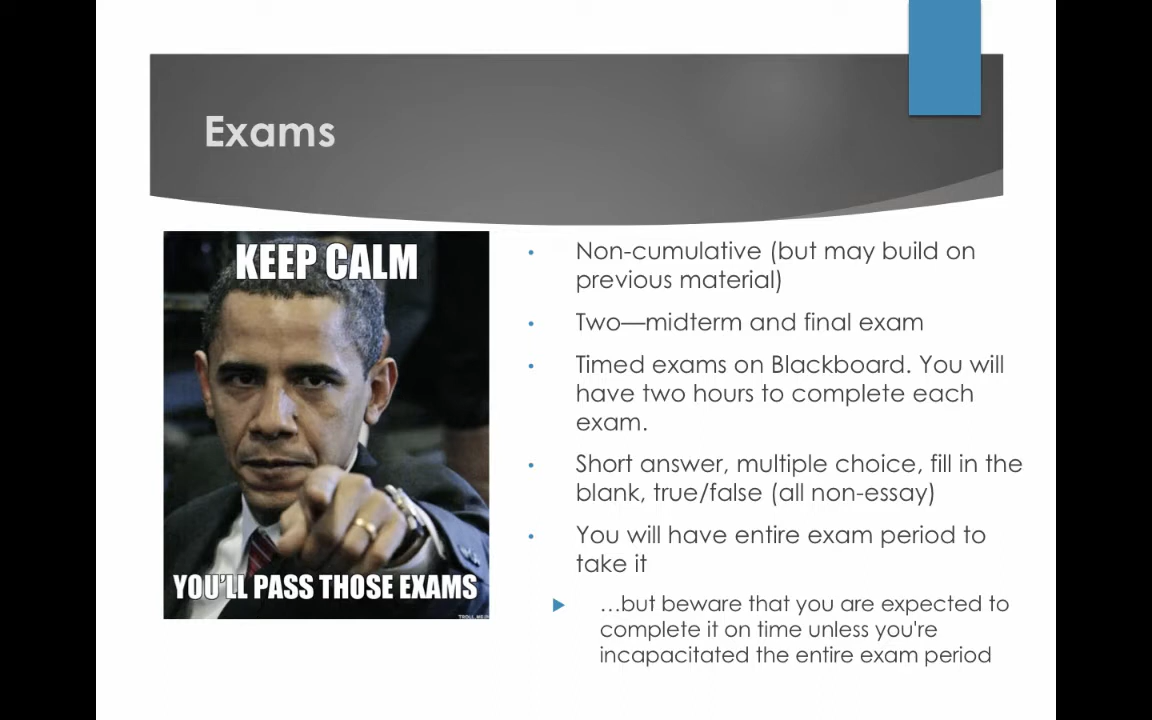 Exams
KEEP CALM
YOU'LL PASS THOSE EXAMS
• Non-cumulative (but may build on
previous material)
• Two—midterm and final exam
• Timed exams on Blackboard. You will
have two hours to complete each
exam.
• Short answer, multiple choice, fill in the
blank, true/false (all non-essay)
• You will have entire exam period to
take it
…but beware that you are expected to
complete it on time unless you're
incapacitated the entire exam period